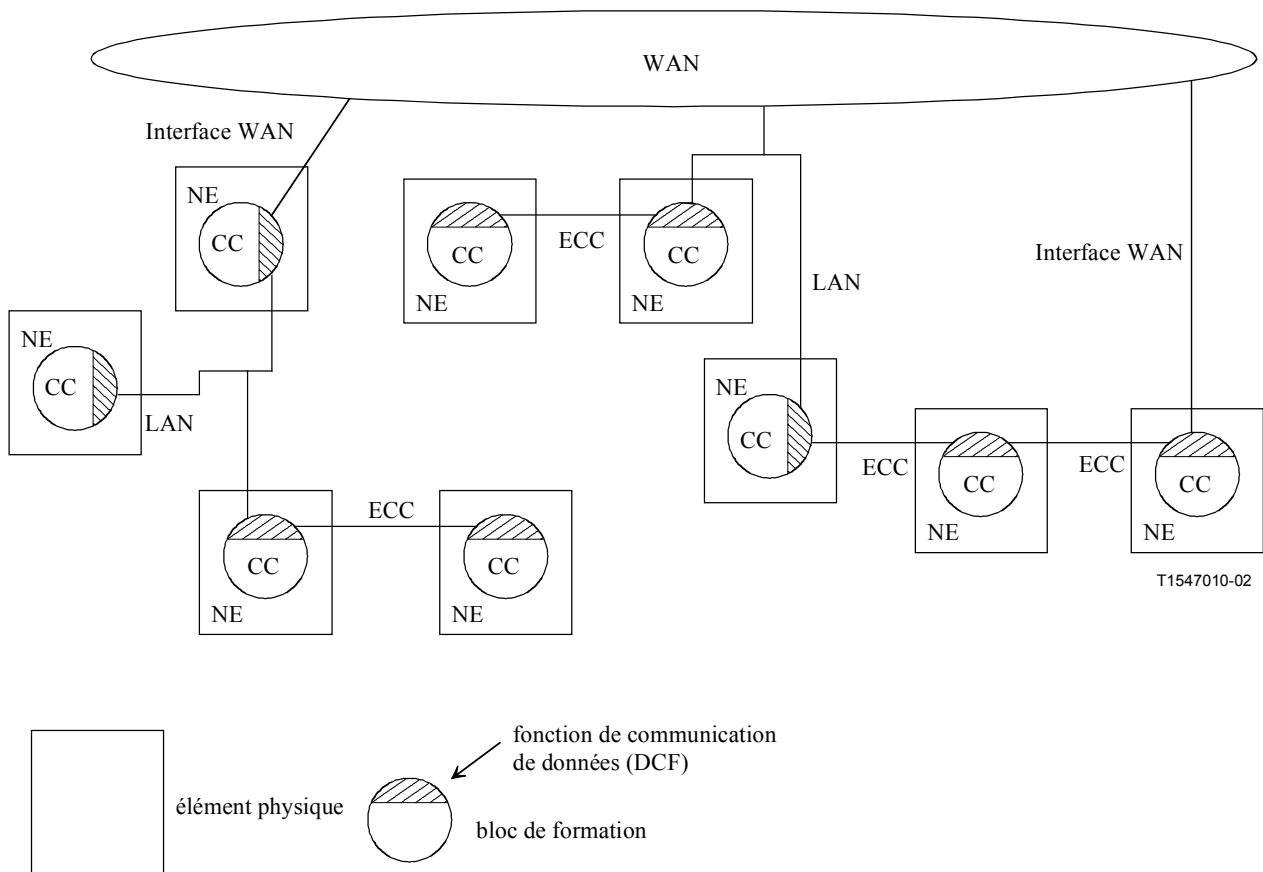 WAN
Interface WAN
NE
CC
CC
ECC
CC
NE
NE
Interface WAN
LAN
NE
CC
LAN
NE
CC
ECC
CC
ECC
CC
NE
NE
ECC
CC
CC
NE
NE
T1547010-02
fonction de communication
de données (DCF)
élément physique
bloc de formation